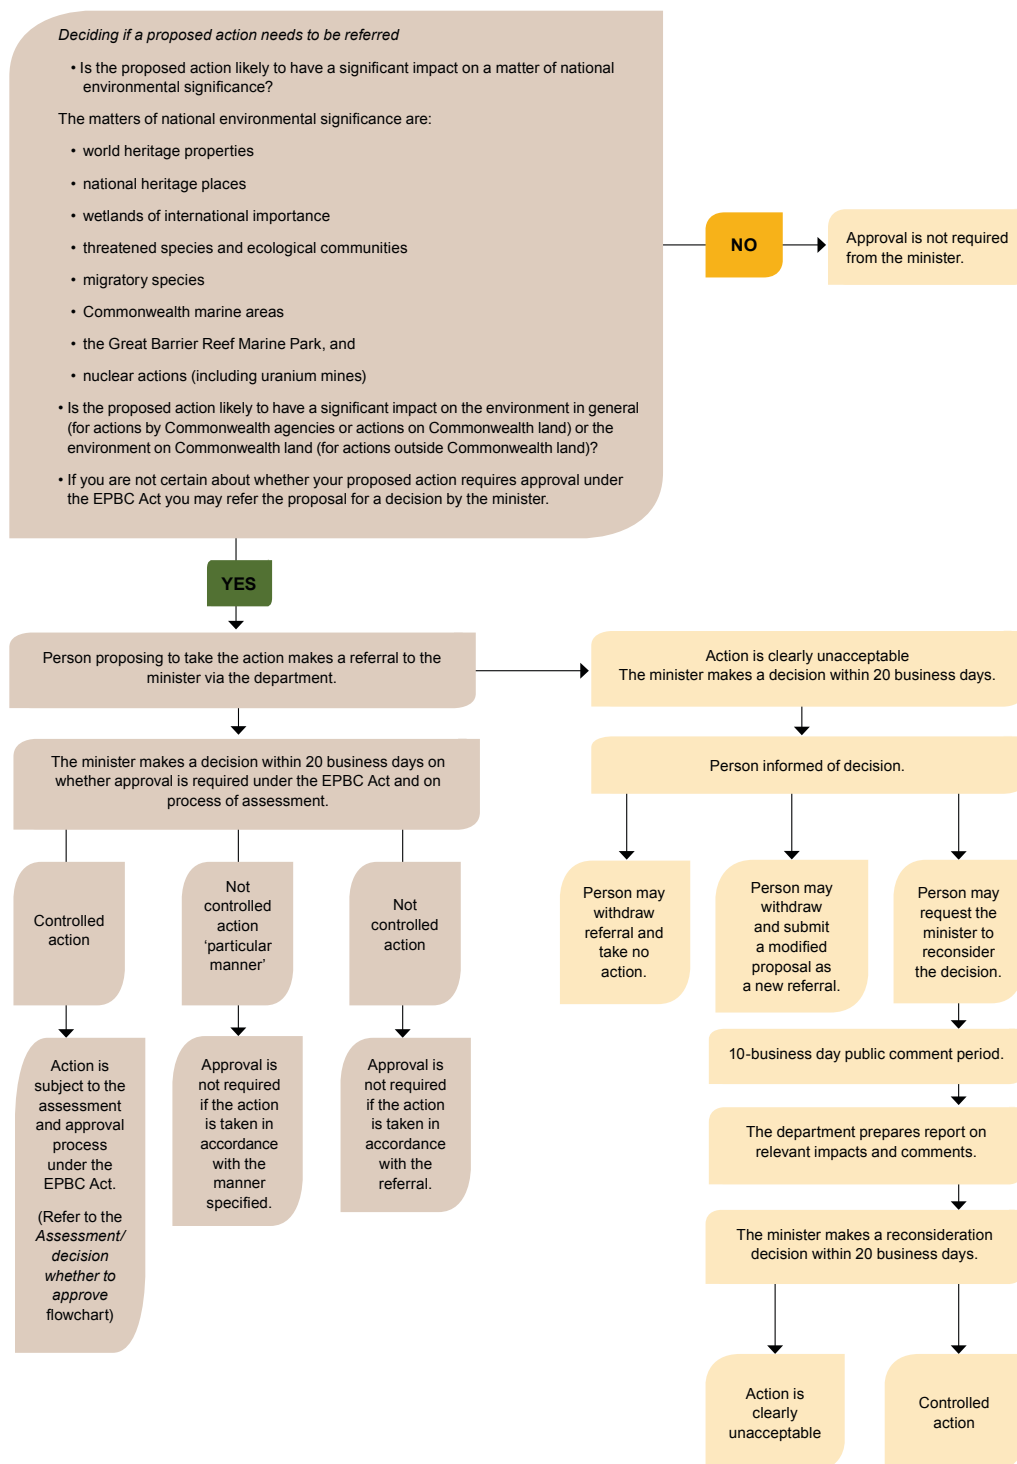 Deciding if a proposed action needs to be referred
• Is the proposed action likely to have a significant impact on a matter of national
environmental significance?
The matters of national environmental significance are:
• world heritage properties
• national heritage places
• wetlands of international importance
• threatened species and ecological communities
• migratory species
• Commonwealth marine areas
• the Great Barrier Reef Marine Park, and
• nuclear actions (including uranium mines)
• Is the proposed action likely to have a significant impact on the environment in general
(for actions by Commonwealth agencies or actions on Commonwealth land) or the
environment on Commonwealth land (for actions outside Commonwealth land)?
• If you are not certain about whether your proposed action requires approval under
the EPBC Act you may refer the proposal for a decision by the minister.
NO
Approval is not required
from the minister.
YES
Person proposing to take the action makes a referral to the
minister via the department.
Action is clearly unacceptable
The minister makes a decision within 20 business days.
The minister makes a decision within 20 business days on
whether approval is required under the EPBC Act and on
process of assessment.
Person informed of decision.
Controlled
action
Not
controlled
action
‘particular
manner’
Not
controlled
action
Person may
withdraw
referral and
take no
action.
Person may
withdraw
and submit
a modified
proposal as
a new referral.
Person may
request the
minister to
reconsider
the decision.
Action is
subject to the
assessment
and approval
process
under the
EPBC Act.
(Refer to the
Assessment/
decision
whether to
approve
flowchart)
Approval is
not required
if the action
is taken in
accordance
with the
manner
specified.
Approval is
not required
if the action
is taken in
accordance
with the
referral.
10-business day public comment period.
The department prepares report on
relevant impacts and comments.
The minister makes a reconsideration
decision within 20 business days.
Action is
clearly
unacceptable
Controlled
action